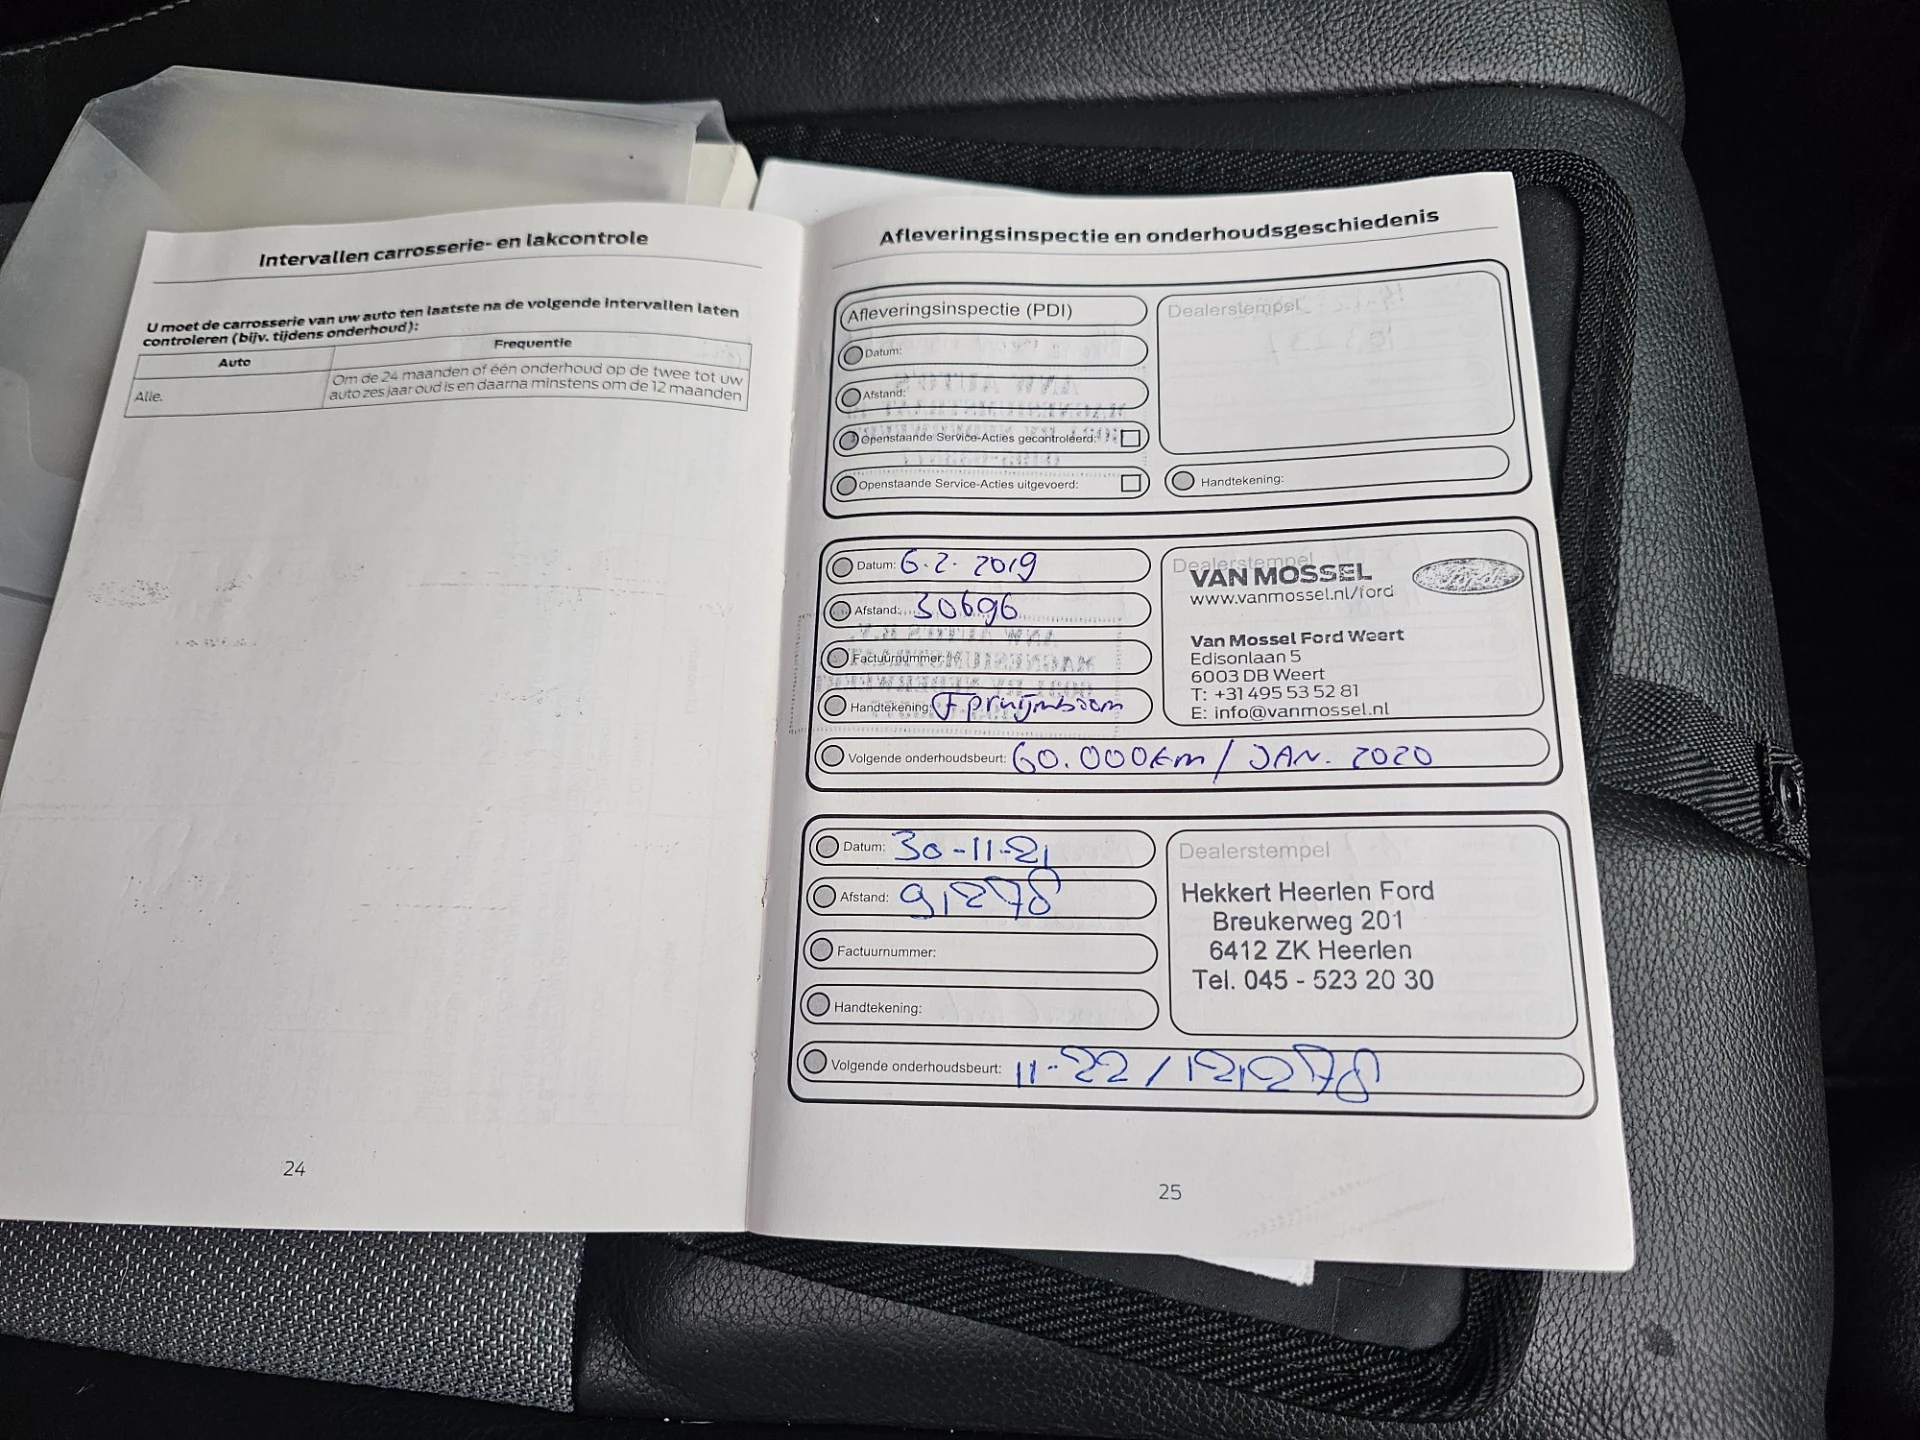 Intervallen carrosserie- en lakcontrole
U moet de carrosserie van uw auto ten laatste na de volgende intervallen laten
controleren (bijv. tijdens onderhoud):
Auto
Frequentie
Alle.
Om de 24 maanden of één onderhoud op de twee tot uw
auto zes jaar oud is en daarna minstens om de 12 maanden
24
Afleveringsinspectie en onderhoudsgeschiedenis
Afleveringsinspectie (PDI)
Datum:
Afstand:
Openstaande Service-Acties gecontroleerd:
Openstaande Service-Acties uitgevoerd:
Dealerstempel
Handtekening:
Datum: 6.2.2019
Afstand: 30696
Factuurnummer:
Handtekening:
Dealerstempel
VAN MOSSEL
Ford
www.vanmossel.nl/ford
Van Mossel Ford Weert
Edisonlaan 5
6003 DB Weert
T: +31 495 53 52 81
E: info@vanmossel.nl
Volgende onderhoudsbeurt: 60.000km / JAN. 2020
Datum: 30-11-21
Afstand: 91278
Factuurnummer:
Handtekening:
Dealerstempel
Hekkert Heerlen Ford
Breukerweg 201
6412 ZK Heerlen
Tel. 045 - 523 20 30
Volgende onderhoudsbeurt: 11-22 / 121278
25